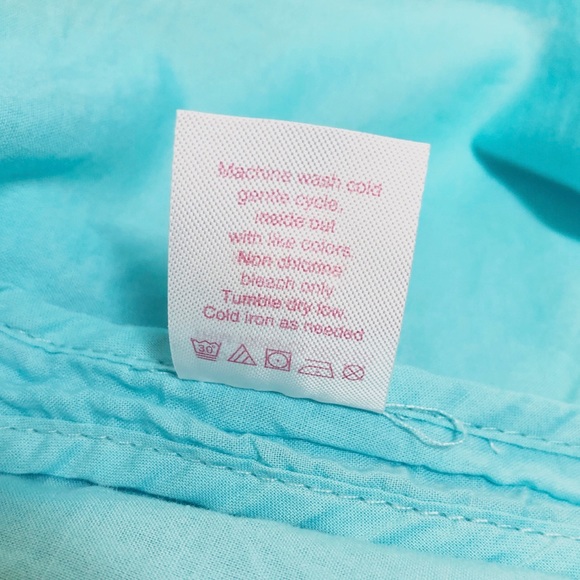 Machine wash cold
gentle cycle,
inside out
with like colors
Non chlorine
bleach only
Tumble dry low
Cold iron as needed
30°